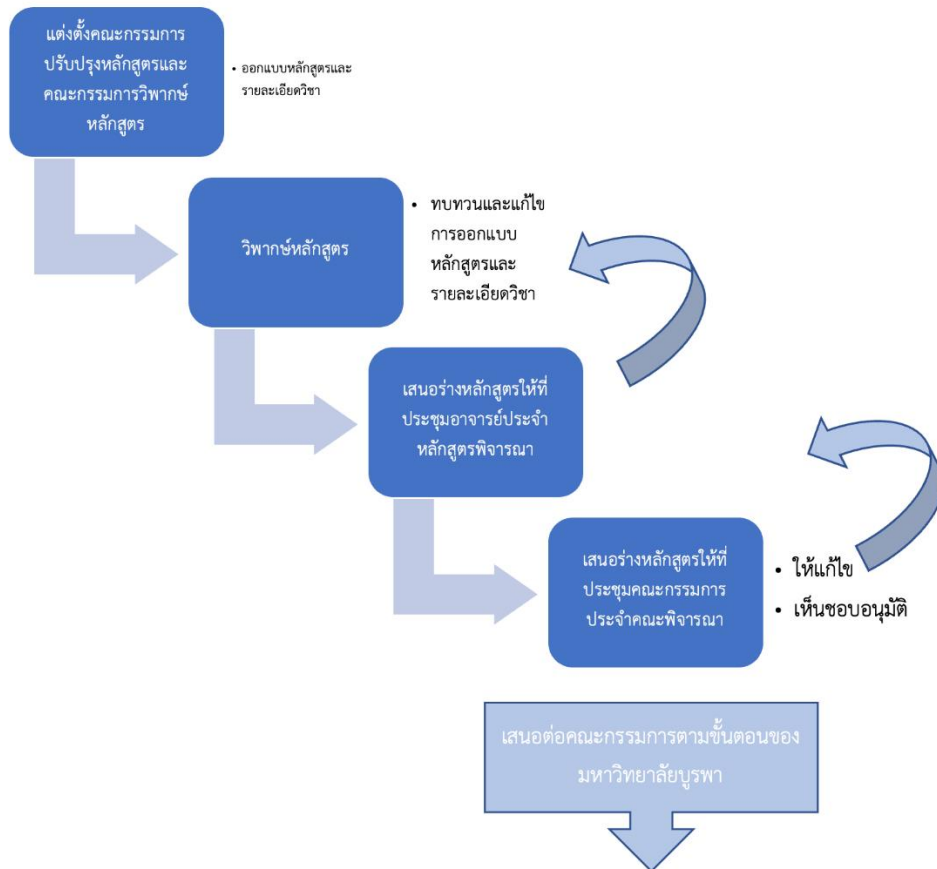 แต่งตั้งคณะกรรมการ
ปรับปรุงหลักสูตรและ
คณะกรรมการวิพากษ์
หลักสูตร
• ออกแบบหลักสูตรและ
รายละเอียดวิชา
วิพากษ์หลักสูตร
• ทบทวนและแก้ไข
การออกแบบ
หลักสูตรและ
รายละเอียดวิชา
เสนอร่างหลักสูตรให้ที่
ประชุมอาจารย์ประจำ
หลักสูตรพิจารณา
เสนอร่างหลักสูตรให้ที่
ประชุมคณะกรรมการ
ประจำคณะพิจารณา
• ให้แก้ไข
• เห็นชอบอนุมัติ
เสนอต่อคณะกรรมการตามขั้นตอนของ
มหาวิทยาลัยบูรพา